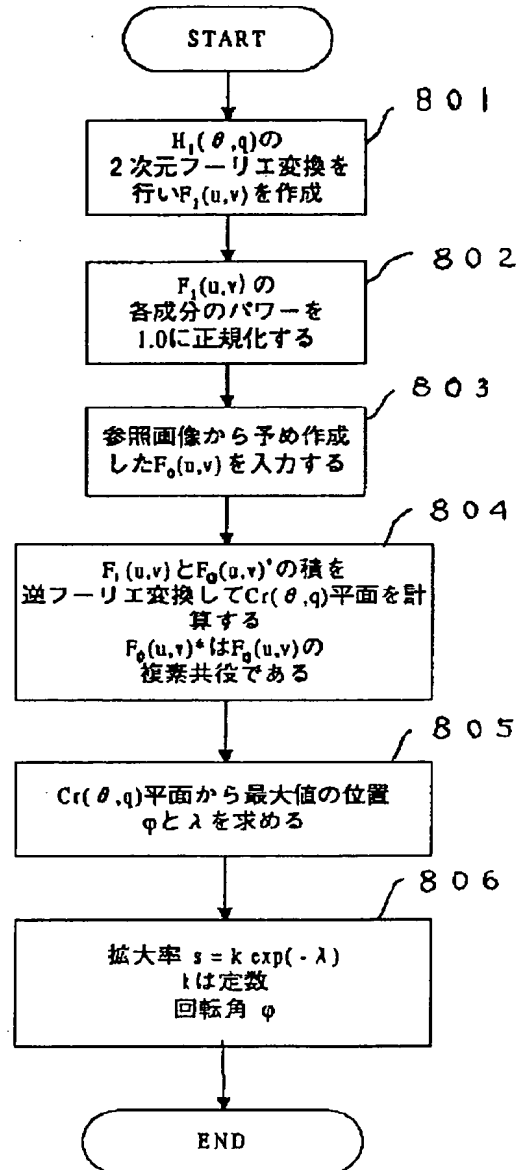 START
801
H₁(θ,q)の
2次元フーリエ変換を
行いF₁(u,v)を作成
802
F₁(u,v)の
各成分のパワーを
1.0に正規化する
803
参照画像から予め作成
したF₀(u,v)を入力する
804
F₁(u,v)とF₀(u,v)*の積を
逆フーリエ変換してCr(θ,q)平面を計
算する
F₀(u,v)*はF₀(u,v)の
複素共役である
805
Cr(θ,q)平面から最大値の位置
φとλを求める
806
拡大率 s = k exp(-λ)
kは定数
回転角 φ
END